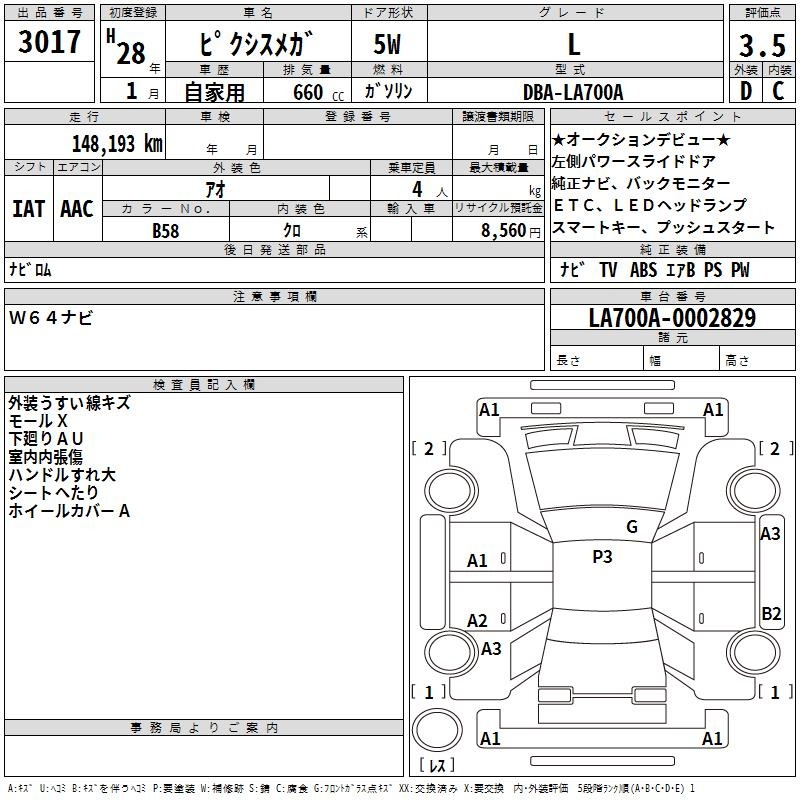 出品番号 初度登録 車名 ドア形状 グレード 評価点
3017 H28年 ﾋﾟｸｼｽﾒｶﾞ 5W L 3.5
車歴 排気量 燃料 型式 外装 内装
1月 自家用 660 CC ｶﾞｿﾘﾝ DBA-LA700A D C
走行 車検 登録番号 譲渡書類期限
148,193 km 年 月 月 日
シフト エアコン 外装色 乗車定員 最大積載量
IAT AAC ｱｵ 4 人 kg
カラーNo. 内装色 輸入車 リサイクル預託金
B58 ｸﾛ 系 8,560円
後日発送部品
ﾅﾋﾞﾛﾑ
セールスポイント
★オークションデビュー★
左側パワースライドドア
純正ナビ、バックモニター
ＥＴＣ、ＬＥＤヘッドランプ
スマートキー、プッシュスタート
純正装備
ﾅﾋﾞ TV ABS ｴｱB PS PW
注意事項欄
Ｗ６４ナビ
車台番号
LA700A-0002829
諸元
長さ 幅 高さ
検査員記入欄
外装うすい線キズ
モールＸ
下廻りＡＵ
室内内張傷
ハンドルすれ大
シートへたり
ホイールカバーＡ
事務局よりご案内
A1 A1
[ 2 ] [ 2 ]
G
A3
A1 P3
A2 B2
A3
[ 1 ] [ 1 ]
A1 A1
[ ﾚｽ ]
A:ｷｽﾞ U:ﾍｺﾐ B:ｷｽﾞを伴うﾍｺﾐ P:要塗装 W:補修跡 S:錆 C:腐食 G:ﾌﾛﾝﾄｶﾞﾗｽ点ｷｽﾞ XX:交換済み X:要交換 内・外装評価 5段階ﾗﾝｸ順(A・B・C・D・E) 1